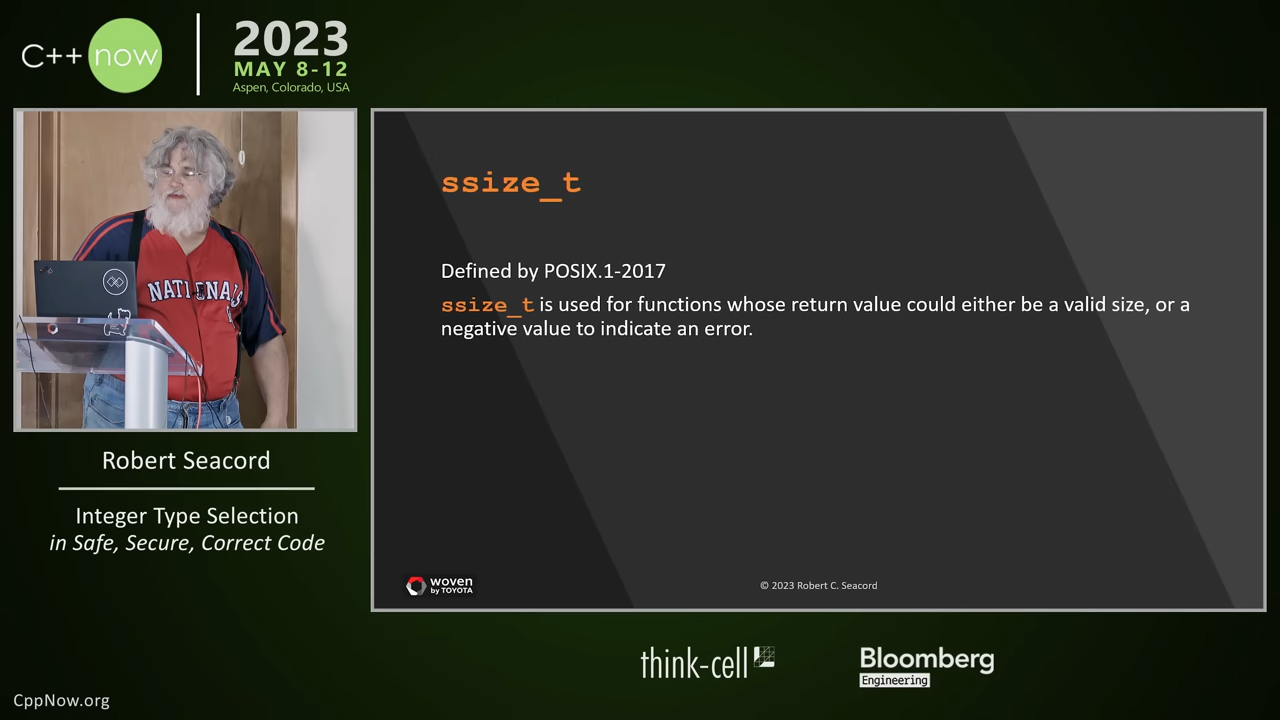 C++ now
2023
MAY 8-12
Aspen, Colorado, USA
NATIONALS
Robert Seacord
Integer Type Selection
in Safe, Secure, Correct Code
ssize_t
Defined by POSIX.1-2017
ssize_t is used for functions whose return value could either be a valid size, or a
negative value to indicate an error.
woven
by TOYOTA
© 2023 Robert C. Seacord
think-cell
Bloomberg
Engineering
CppNow.org